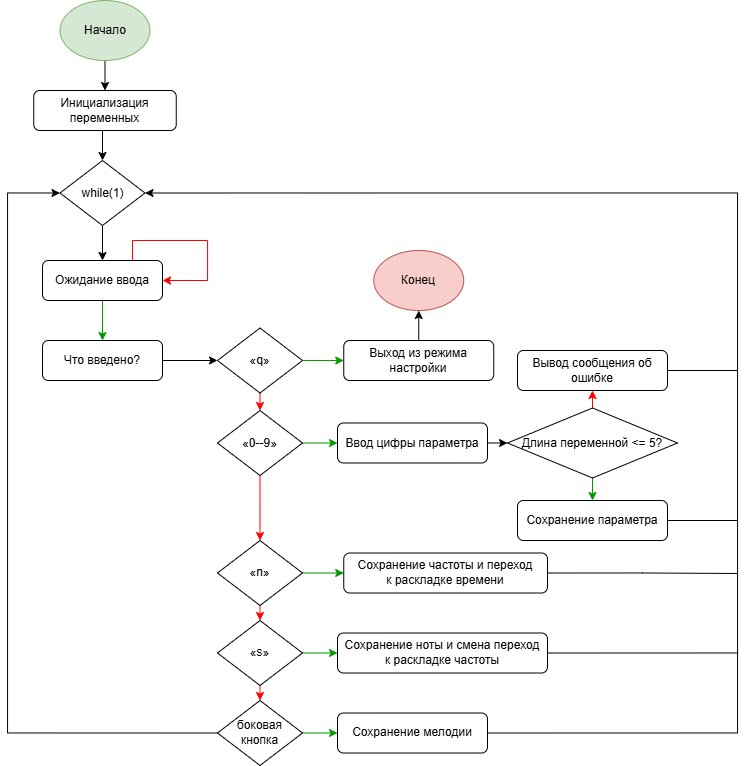 Начало
Инициализация
переменных
while(1)
Ожидание ввода
Конец
Что введено?
«q»
Выход из режима
настройки
Вывод сообщения об
ошибке
«0--9»
Ввод цифры параметра
Длина переменной <= 5?
Сохранение параметра
«n»
Сохранение частоты и переход
к раскладке времени
«s»
Сохранение ноты и смена переход
к раскладке частоты
боковая
кнопка
Сохранение мелодии